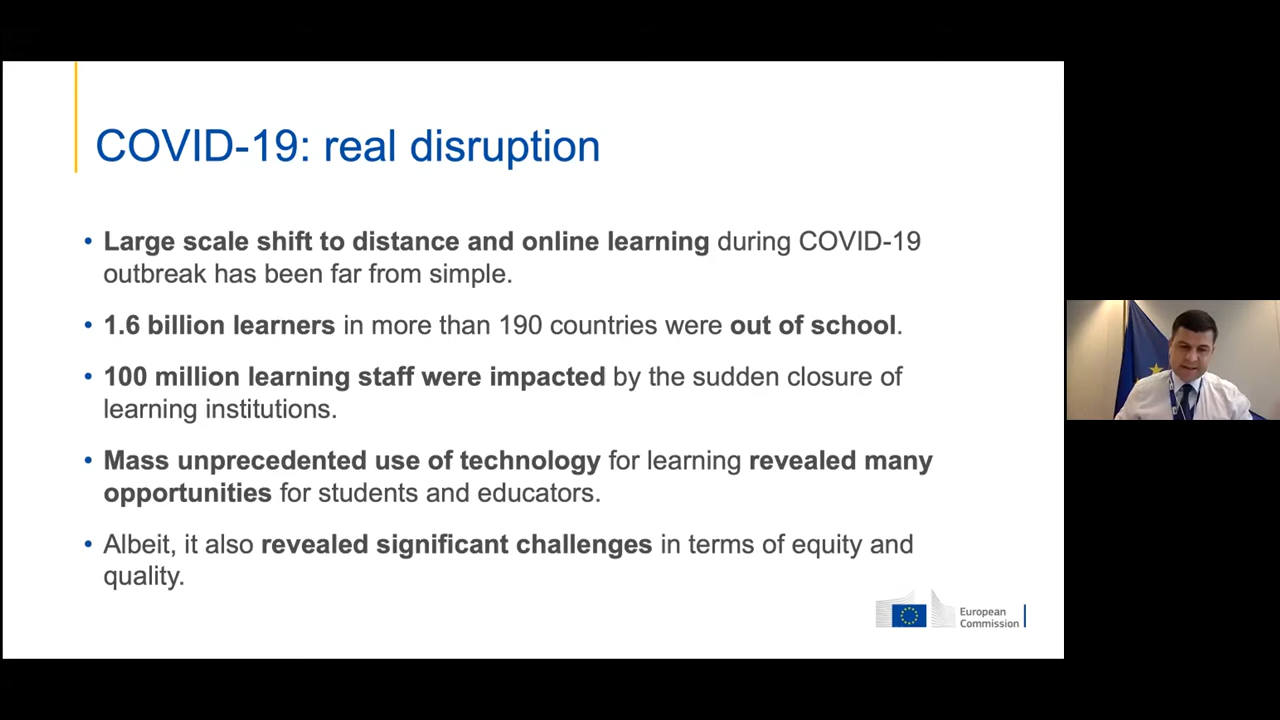 COVID-19: real disruption
• Large scale shift to distance and online learning during COVID-19
outbreak has been far from simple.
• 1.6 billion learners in more than 190 countries were out of school.
• 100 million learning staff were impacted by the sudden closure of
learning institutions.
• Mass unprecedented use of technology for learning revealed many
opportunities for students and educators.
• Albeit, it also revealed significant challenges in terms of equity and
quality.
European
Commission